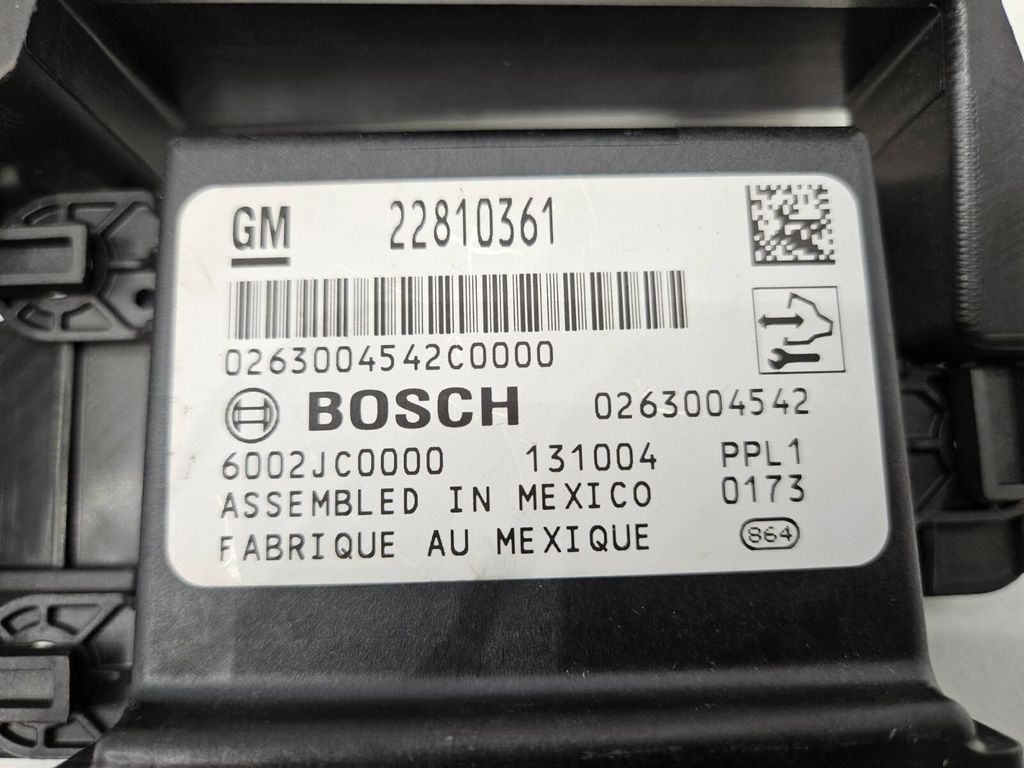 GM 22810361
0263004542C0000
BOSCH 0263004542
6002JC0000 131004 PPL1
ASSEMBLED IN MEXICO 0173
FABRIQUE AU MEXIQUE 864